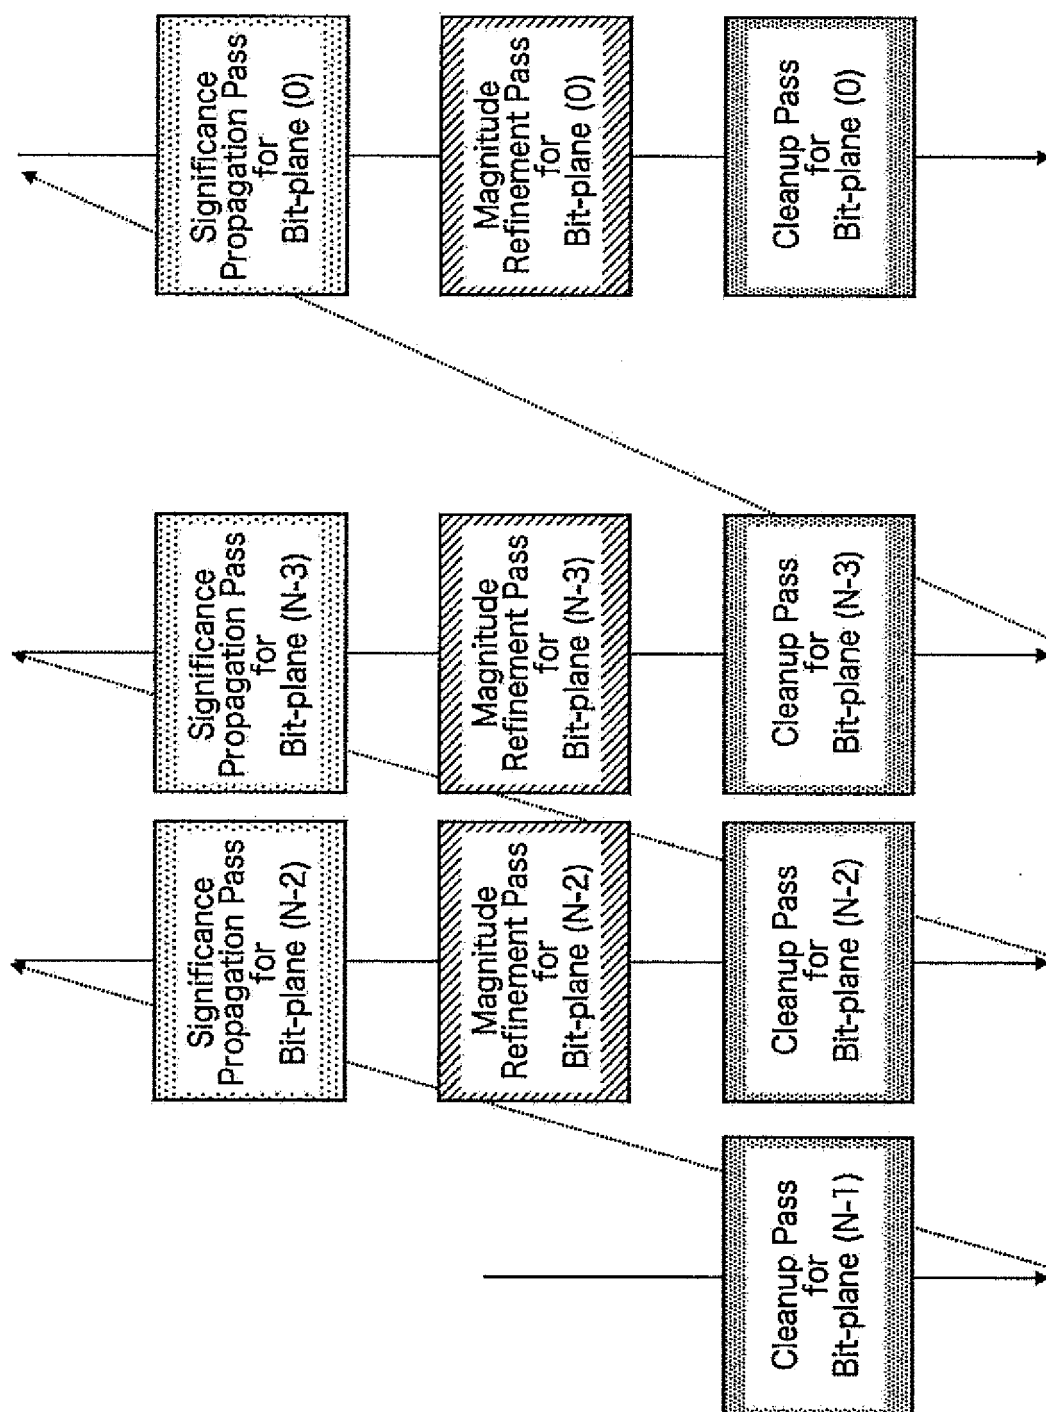 Cleanup Pass
for
Bit-plane (N-1)
Significance
Propagation Pass
for
Bit-plane (N-2)
Magnitude
Refinement Pass
for
Bit-plane (N-2)
Cleanup Pass
for
Bit-plane (N-2)
Significance
Propagation Pass
for
Bit-plane (N-3)
Magnitude
Refinement Pass
for
Bit-plane (N-3)
Cleanup Pass
for
Bit-plane (N-3)
Significance
Propagation Pass
for
Bit-plane (0)
Magnitude
Refinement Pass
for
Bit-plane (0)
Cleanup Pass
for
Bit-plane (0)